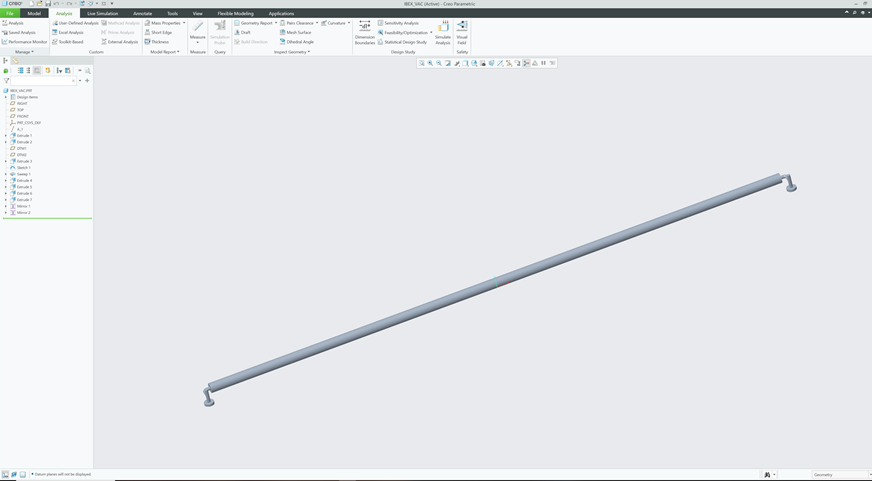 creo
IBEX_VAC (Active) - Creo Parametric
File Model Analysis Live Simulation Annotate Tools View Flexible Modeling Applications
Analysis
Saved Analysis
Performance Monitor
Manage
User-Defined Analysis
Excel Analysis
Toolkit-Based
Multicad Analysis
Prime Analysis
External Analysis
Custom
Mass Properties
Short Edge
Thickness
Model Report
Measure
Measure
Simulation
Query
Geometry Report
Draft
Mold Direction
Pairs Clearance
Mesh Surface
Dihedral Angle
Curvature
Inspect Geometry
Dimension
Boundaries
Sensitivity Analysis
Feasibility/Optimization
Statistical Design Study
Simulate
Analysis
Design Study
Visual
Field
Safety
IBEX_VAC.PRT
Design Items
RIGHT
TOP
FRONT
PRT_CSYS_DEF
A_1
Extrude 1
Extrude 2
DTM1
DTM2
Extrude 3
Sketch 1
Sweep 1
Extrude 4
Extrude 5
Extrude 6
Extrude 7
Mirror 1
Mirror 2
Datum planes will not be displayed.
Geometry